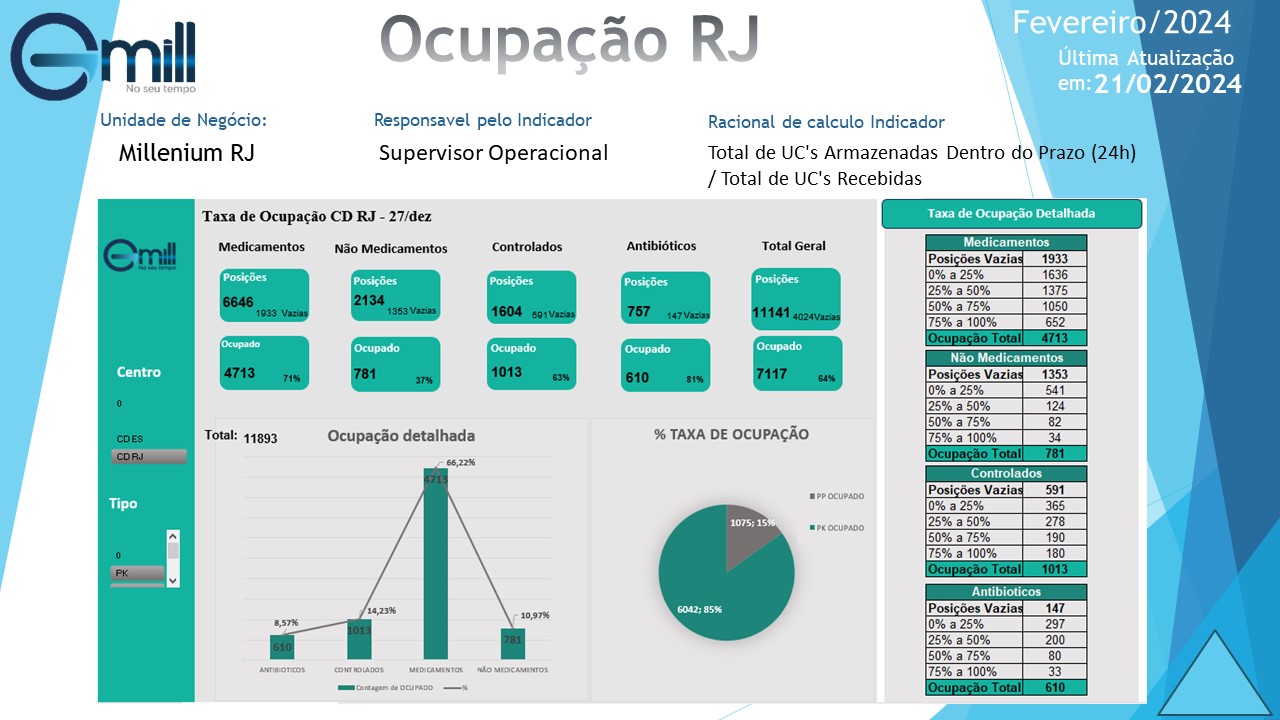 mill
No seu tempo
Ocupação RJ
Fevereiro/2024
Última Atualização
em:21/02/2024
Unidade de Negócio:
Millenium RJ
Responsavel pelo Indicador
Supervisor Operacional
Racional de calculo Indicador
Total de UC's Armazenadas Dentro do Prazo (24h)
/ Total de UC's Recebidas
mill
No seu tempo
Centro
0
CD ES
CD RJ
Tipo
0
PK
Taxa de Ocupação CD RJ - 27/dez
Medicamentos
Posições
6646
1933 Vazias
Ocupado
4713
71%
Não Medicamentos
Posições
2134
1353 Vazias
Ocupado
781
37%
Controlados
Posições
1604
591 Vazias
Ocupado
1013
63%
Antibióticos
Posições
757
147 Vazias
Ocupado
610
81%
Total Geral
Posições
11141
4024 Vazias
Ocupado
7117
64%
Total: 11893
Ocupação detalhada
8,57%
14,23%
66,22%
10,97%
610
1013
4713
781
ANTIBIOTICOS
CONTROLADOS
MEDICAMENTOS
NÃO MEDICAMENTOS
Contagem de OCUPADO
%
% TAXA DE OCUPAÇÃO
1075; 15%
6042; 85%
PP OCUPADO
PK OCUPADO
Taxa de Ocupação Detalhada
Medicamentos
Posições Vazias 1933
0% a 25% 1636
25% a 50% 1375
50% a 75% 1050
75% a 100% 652
Ocupação Total 4713
Não Medicamentos
Posições Vazias 1353
0% a 25% 541
25% a 50% 124
50% a 75% 82
75% a 100% 34
Ocupação Total 781
Controlados
Posições Vazias 591
0% a 25% 365
25% a 50% 278
50% a 75% 190
75% a 100% 180
Ocupação Total 1013
Antibioticos
Posições Vazias 147
0% a 25% 297
25% a 50% 200
50% a 75% 80
75% a 100% 33
Ocupação Total 610